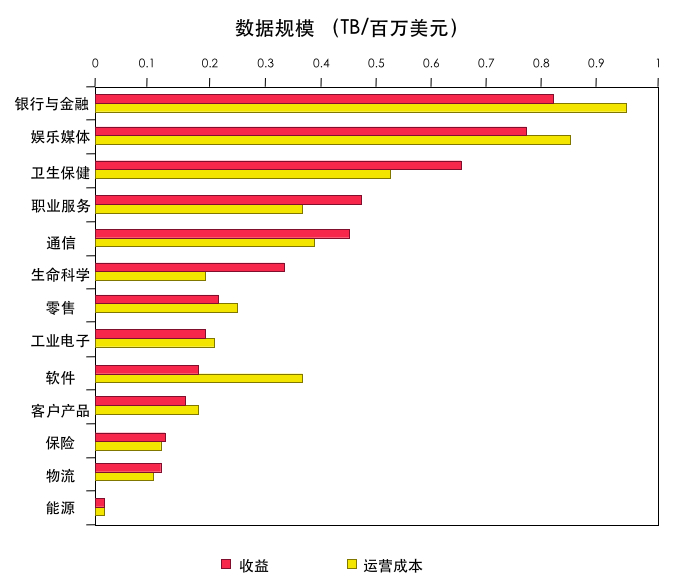 数据规模 （TB/百万美元）
0 0.1 0.2 0.3 0.4 0.5 0.6 0.7 0.8 0.9 1
银行与金融
娱乐媒体
卫生保健
职业服务
通信
生命科学
零售
工业电子
软件
客户产品
保险
物流
能源
收益 运营成本